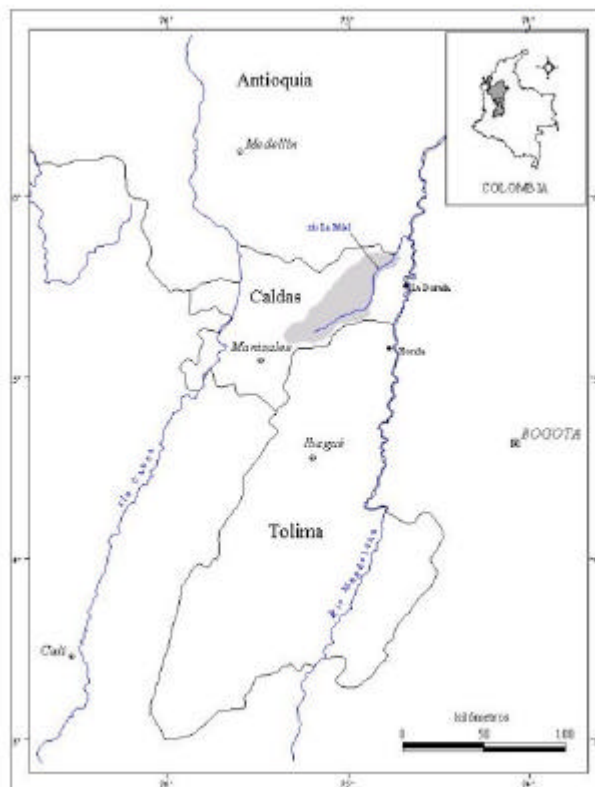 Antioquia
Medellín
COLOMBIA
río La Miel
Caldas
La Dorada
Manizales
Honda
BOGOTA
Ibagué
Tolima
Río Cauca
Río Magdalena
Cali
kilómetros
0 50 100